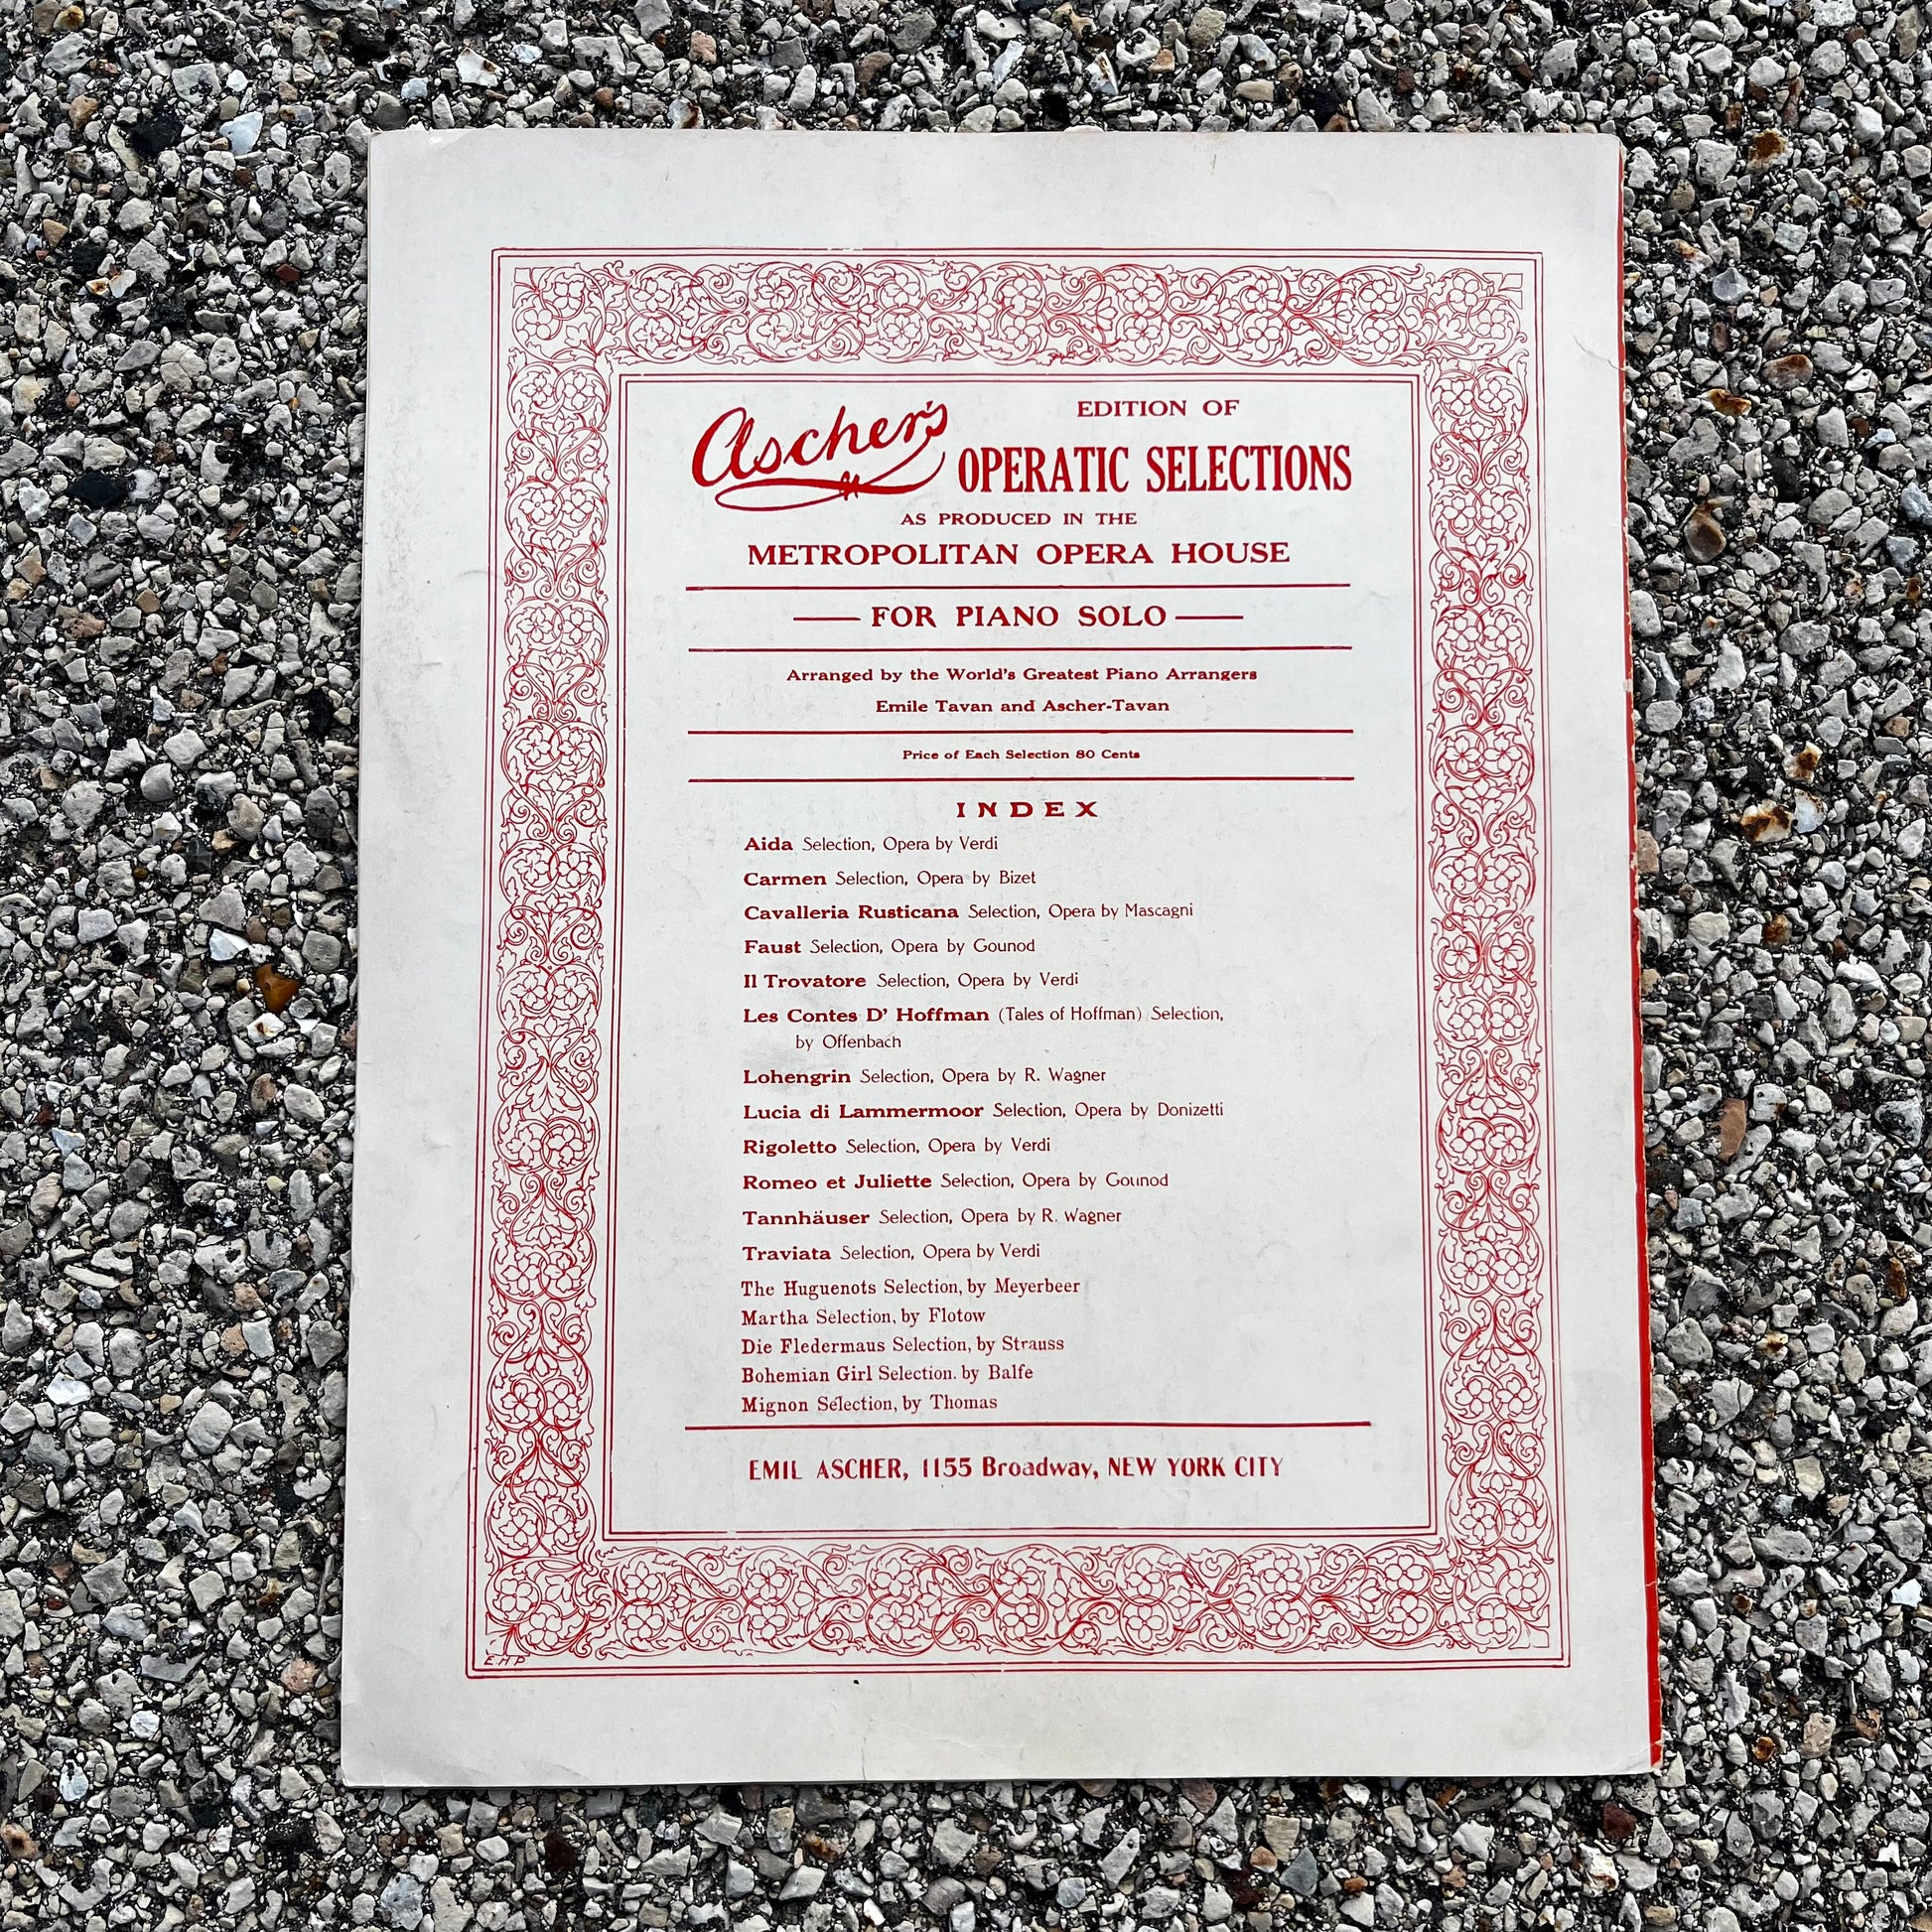 Ascher's EDITION OF
OPERATIC SELECTIONS
AS PRODUCED IN THE
METROPOLITAN OPERA HOUSE
FOR PIANO SOLO
Arranged by the World's Greatest Piano Arrangers
Emile Tavan and Ascher-Tavan
Price of Each Selection 80 Cents
INDEX
Aida Selection, Opera by Verdi
Carmen Selection, Opera by Bizet
Cavalleria Rusticana Selection, Opera by Mascagni
Faust Selection, Opera by Gounod
Il Trovatore Selection, Opera by Verdi
Les Contes D' Hoffman (Tales of Hoffman) Selection,
by Offenbach
Lohengrin Selection, Opera by R. Wagner
Lucia di Lammermoor Selection, Opera by Donizetti
Rigoletto Selection, Opera by Verdi
Romeo et Juliette Selection, Opera by Gounod
Tannhäuser Selection, Opera by R. Wagner
Traviata Selection, Opera by Verdi
The Huguenots Selection, by Meyerbeer
Martha Selection, by Flotow
Die Fledermaus Selection, by Strauss
Bohemian Girl Selection. by Balfe
Mignon Selection, by Thomas
EMIL ASCHER, 1155 Broadway, NEW YORK CITY
E.H.P.